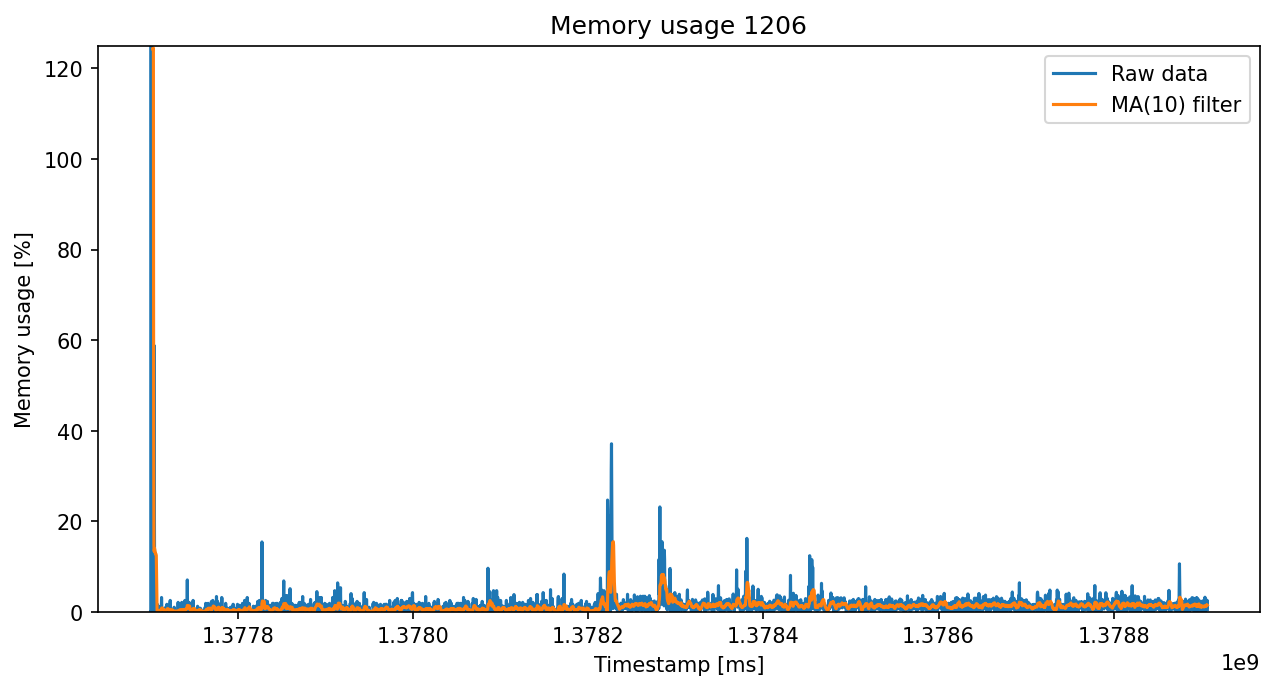 Memory usage 1206
Raw data
MA(10) filter
Memory usage [%]
120
100
80
60
40
20
0
1.3778
1.3780
1.3782
1.3784
1.3786
1.3788
Timestamp [ms]
1e9